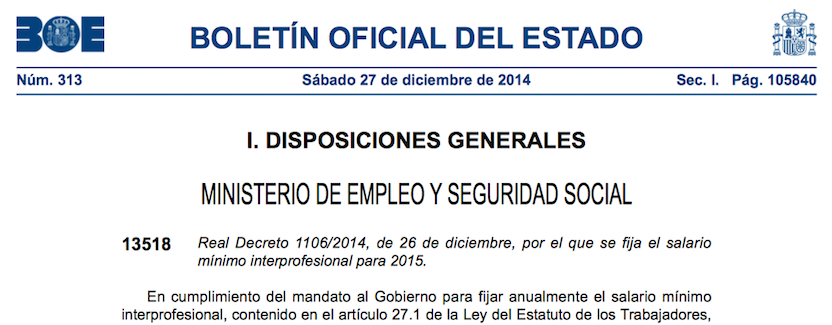 BOE
BOLETÍN OFICIAL DEL ESTADO
Núm. 313 Sábado 27 de diciembre de 2014 Sec. I. Pág. 105840
I. DISPOSICIONES GENERALES
MINISTERIO DE EMPLEO Y SEGURIDAD SOCIAL
13518 Real Decreto 1106/2014, de 26 de diciembre, por el que se fija el salario
mínimo interprofesional para 2015.
En cumplimiento del mandato al Gobierno para fijar anualmente el salario mínimo
interprofesional, contenido en el artículo 27.1 de la Ley del Estatuto de los Trabajadores,